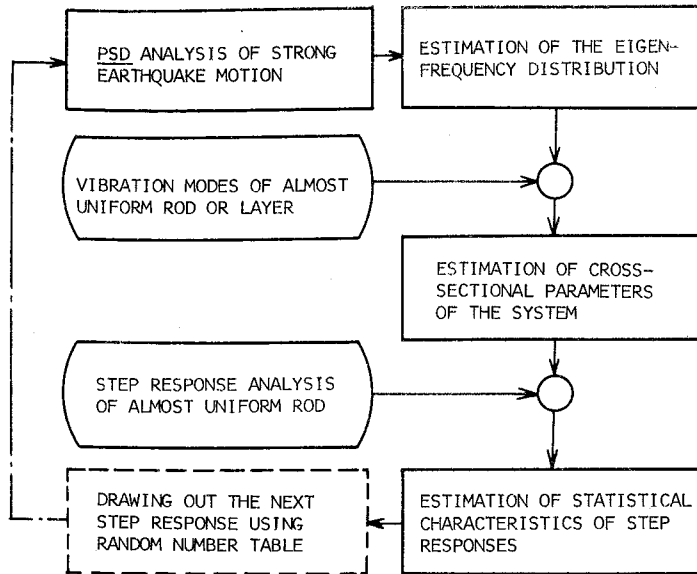 PSD ANALYSIS OF STRONG
EARTHQUAKE MOTION
ESTIMATION OF THE EIGEN-
FREQUENCY DISTRIBUTION
VIBRATION MODES OF ALMOST
UNIFORM ROD OR LAYER
ESTIMATION OF CROSS-
SECTIONAL PARAMETERS
OF THE SYSTEM
STEP RESPONSE ANALYSIS
OF ALMOST UNIFORM ROD
DRAWING OUT THE NEXT
STEP RESPONSE USING
RANDOM NUMBER TABLE
ESTIMATION OF STATISTICAL
CHARACTERISTICS OF STEP
RESPONSES